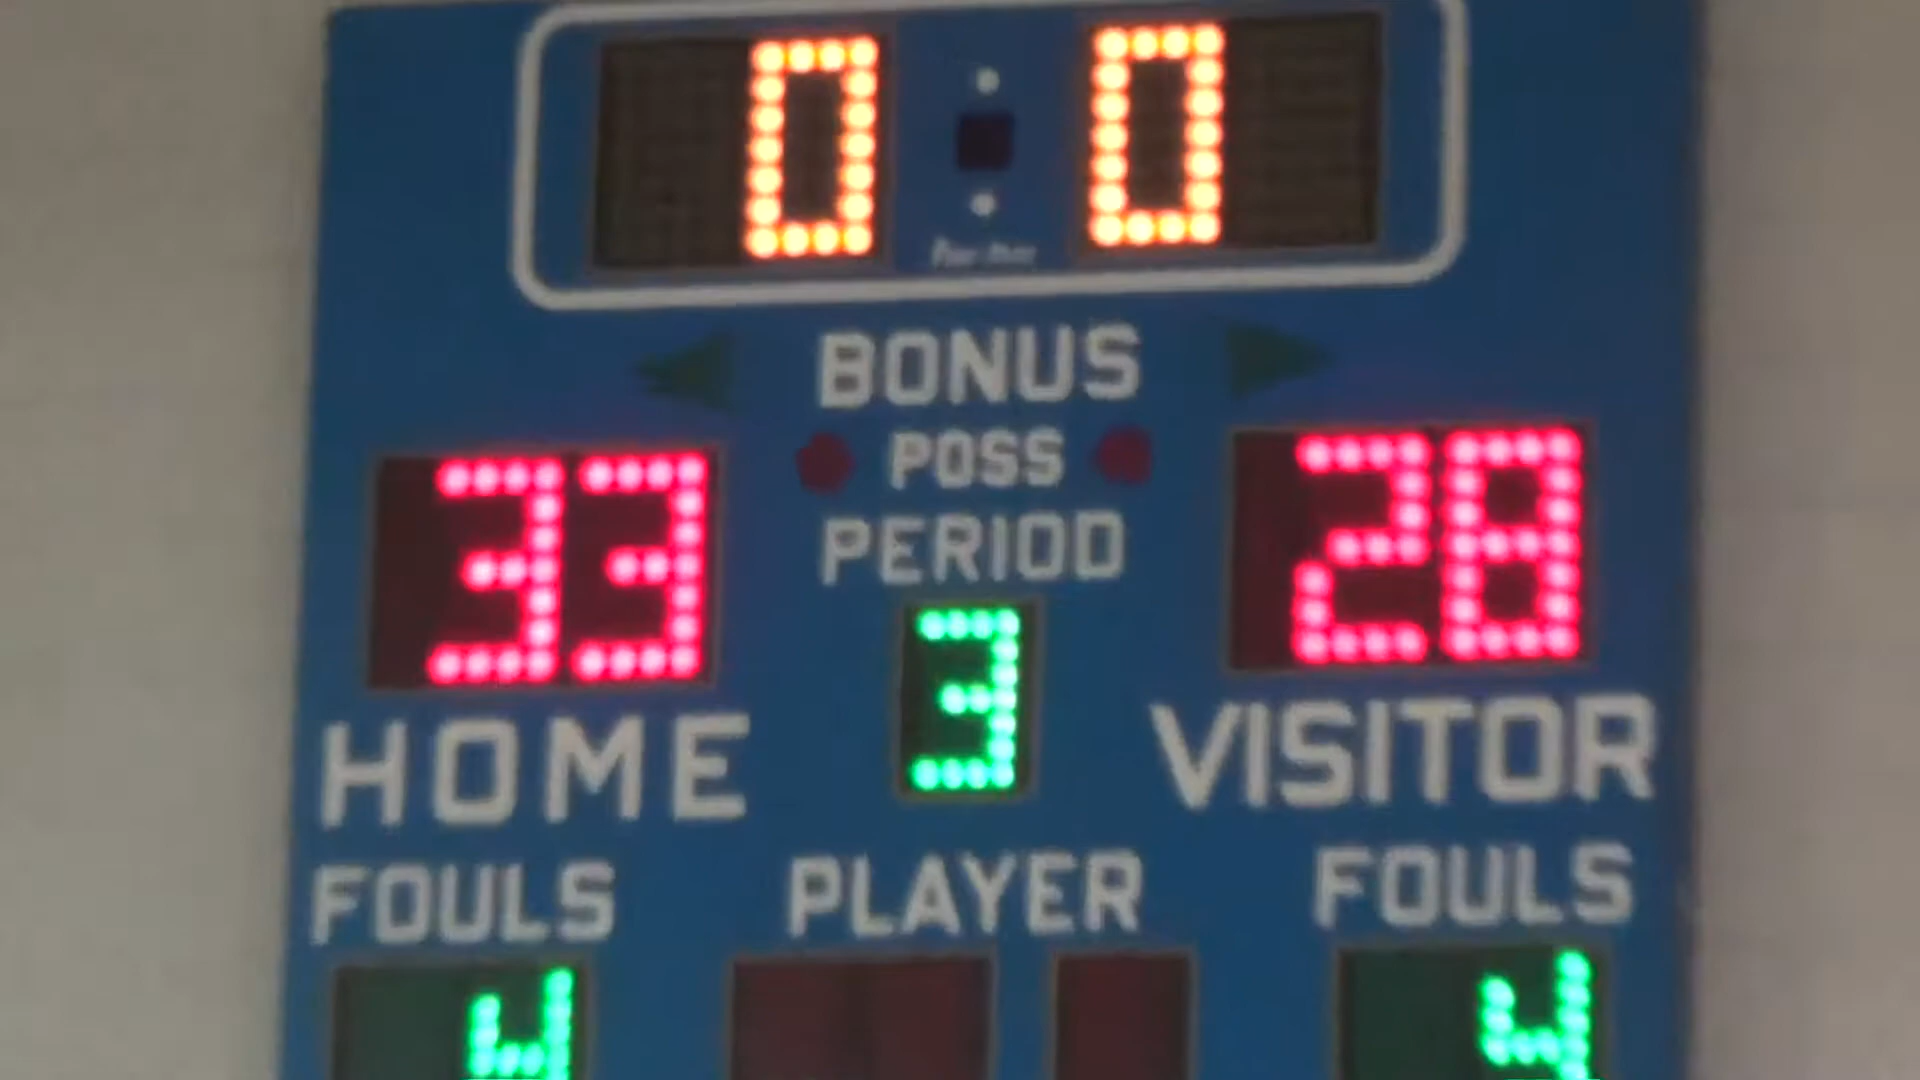 0 0
BONUS
POSS
PERIOD
33 3 28
HOME VISITOR
FOULS PLAYER FOULS
4 4